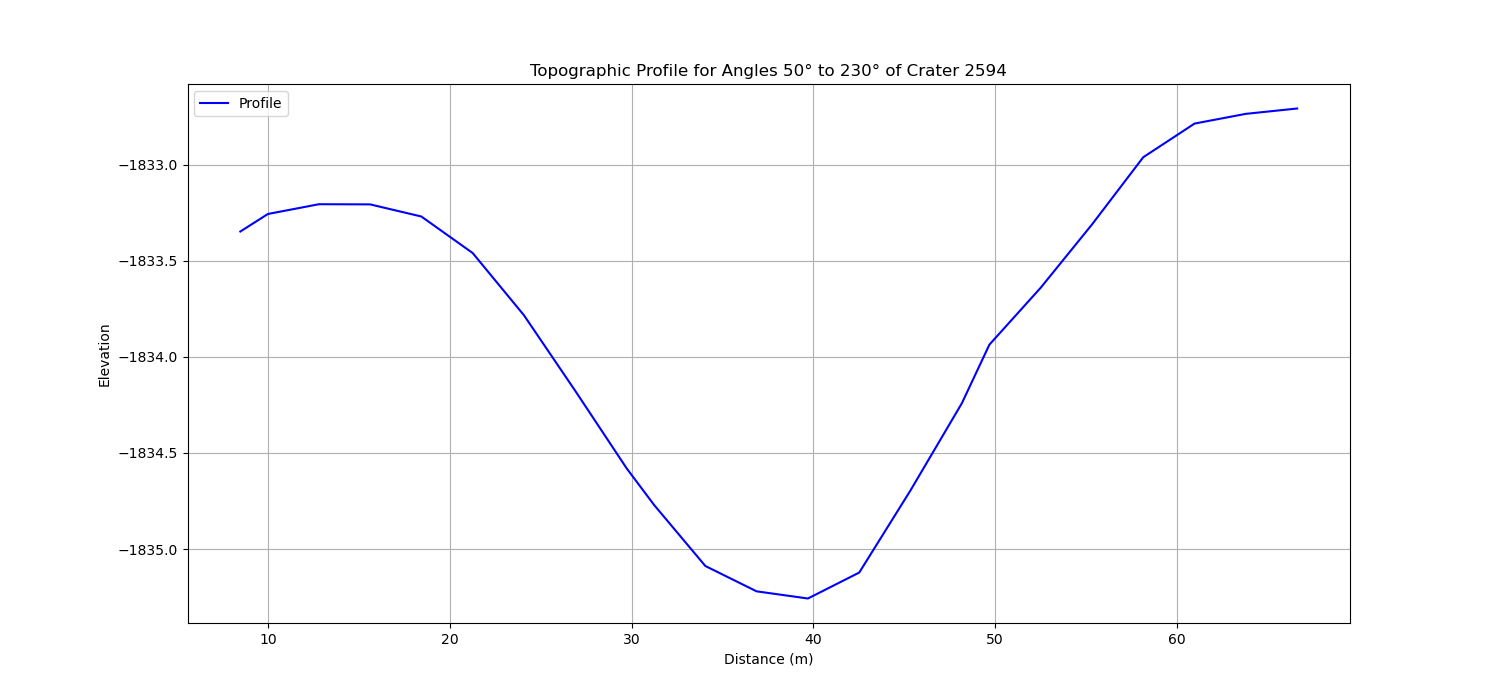 Topographic Profile for Angles 50° to 230° of Crater 2594
Profile
−1833.0
−1833.5
−1834.0
−1834.5
−1835.0
Elevation
10 20 30 40 50 60
Distance (m)